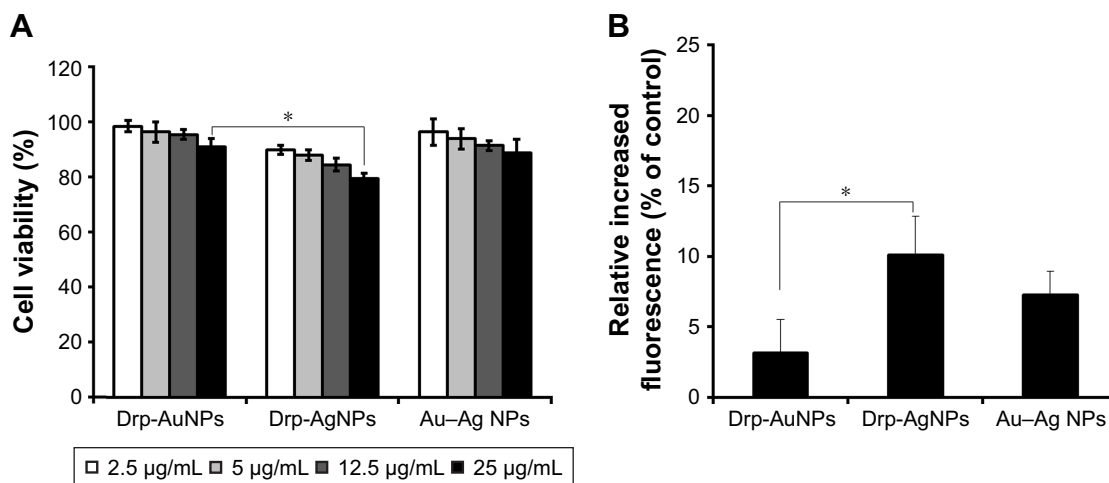 A
Cell viability (%)
120
100
80
60
40
20
0
*
Drp-AuNPs Drp-AgNPs Au–Ag NPs
2.5 µg/mL 5 µg/mL 12.5 µg/mL 25 µg/mL
B
Relative increased
fluorescence (% of control)
25
20
15
10
5
0
*
Drp-AuNPs Drp-AgNPs Au–Ag NPs